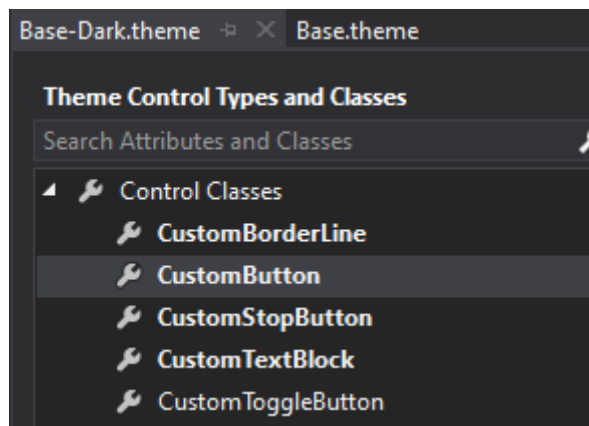 Base-Dark.theme Base.theme
Theme Control Types and Classes
Search Attributes and Classes
Control Classes
CustomBorderLine
CustomButton
CustomStopButton
CustomTextBlock
CustomToggleButton